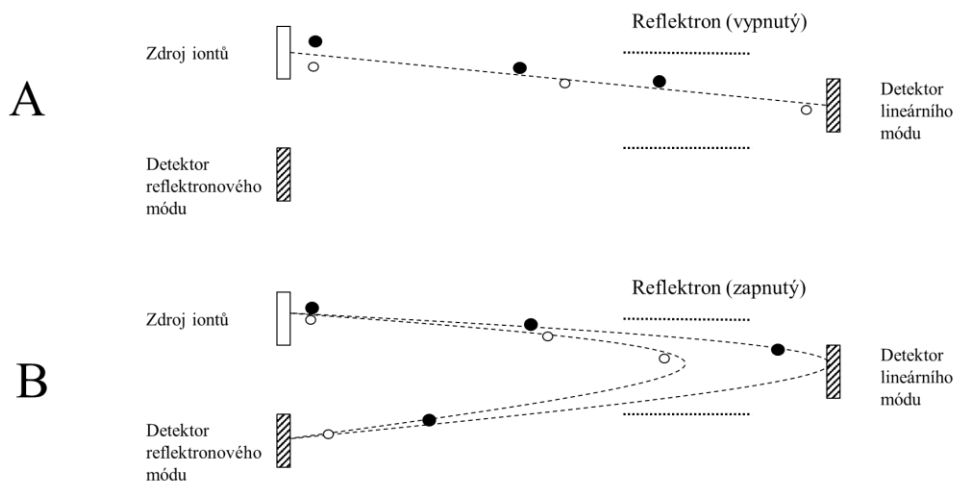 Reflektron (vypnutý)
Zdroj iontů
A
Detektor
lineárního
módu
Detektor
reflektronového
módu
Reflektron (zapnutý)
Zdroj iontů
B
Detektor
lineárního
módu
Detektor
reflektronového
módu